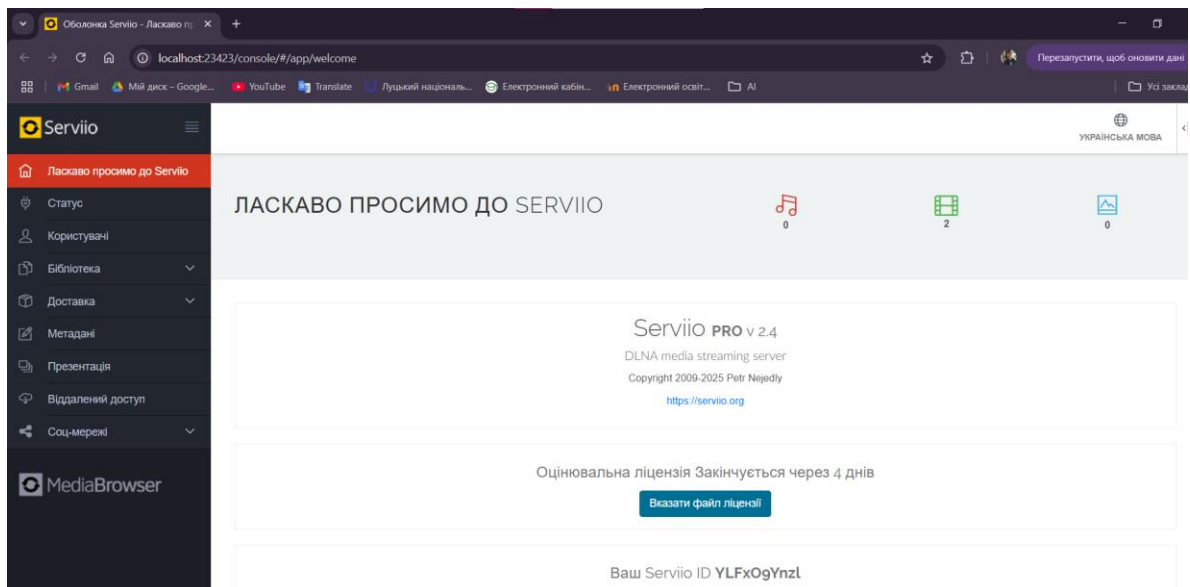 Оболонка Serviio - Ласкаво пр
localhost:23423/console/#/app/welcome
Перезапустити, щоб оновити дані
Gmail
Мій диск – Google...
YouTube
Translate
Луцький національ...
Електронний кабін...
Електронний освіт...
AI
Усі заклад
Serviio
УКРАЇНСЬКА МОВА
Ласкаво просимо до Serviio
Статус
Користувачі
Бібліотека
Доставка
Метадані
Презентація
Віддалений доступ
Соц-мережі
MediaBrowser
ЛАСКАВО ПРОСИМО ДО SERVIIO
0
2
0
Serviio PRO v 2.4
DLNA media streaming server
Copyright 2009-2025 Petr Nejedly
https://serviio.org
Оцінювальна ліцензія Закінчується через 4 днів
Вказати файл ліцензії
Ваш Serviio ID YLFxO9Ynzl